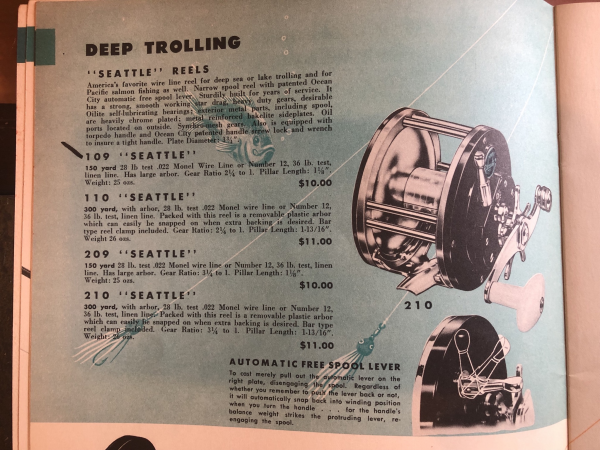 DEEP TROLLING
"SEATTLE" REELS
America's favorite wire line reel for deep sea or lake trolling and for
Pacific salmon fishing as well. Narrow spool reel with patented Ocean
City automatic free spool lever. Sturdily built for years of service. It
has a strong, smooth working star drag, heavy duty gears, desirable
Oilite self-lubricating bearings; exterior metal parts, including spool,
are heavily chrome plated; metal reinforced bakelite sideplates. Oil
ports located on outside. Synchro-mesh gears. Also is equipped with
torpedo handle and Ocean City patented handle screw lock and wrench
to insure a tight handle. Plate Diameter
109 "SEATTLE"
150 yard 28 lb. test .022 Monel Wire Line or Number 12, 36 lb. test,
linen line. Has large arbor. Gear Ratio 2¼ to 1. Pillar Length:
Weight: 25 ozs.
$10.00
110 "SEATTLE"
300 yard, with arbor, 28 lb. test .022 Monel wire line or Number 12,
36 lb. test, linen line. Packed with this reel is a removable plastic arbor
which can easily be snapped on when extra backing is desired. Bar
type reel clamp included. Gear Ratio: 2¼ to 1. Pillar Length: 1-13/16".
Weight 26 ozs.
$11.00
209 "SEATTLE"
150 yard 28 lb. test .022 Monel wire line or Number 12, 36 lb. test, linen
line. Has large arbor. Gear Ratio: 3¼ to 1. Pillar Length:
Weight: 25 ozs.
$10.00
210 "SEATTLE"
300 yard, with arbor, 28 lb. test .022 Monel wire line or Number 12,
36 lb. test, linen line. Packed with this reel is a removable plastic arbor
which can easily be snapped on when extra backing is desired. Bar type
reel clamp included. Gear Ratio: 3¼ to 1. Pillar Length: 1-13/16".
Weight: 26 ozs.
$11.00
210
AUTOMATIC FREE SPOOL LEVER
To cast merely pull out the automatic lever on the
right plate, disengaging the spool. Regardless of
whether you remember to push the lever back or not,
it will automatically snap back into winding position
when you turn the handle . . . . for the handle's
balance weight strikes the protruding lever, re-
engaging the spool.